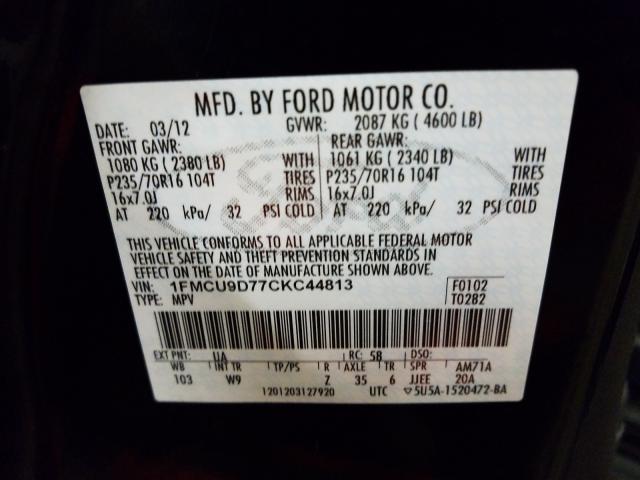 MFD. BY FORD MOTOR CO.
DATE: 03/12 GVWR: 2087 KG ( 4600 LB)
FRONT GAWR: REAR GAWR:
1080 KG ( 2380 LB) WITH 1061 KG ( 2340 LB) WITH
P235/70R16 104T TIRES P235/70R16 104T TIRES
16x7.0J RIMS 16x7.0J RIMS
AT 220 kPa/ 32 PSI COLD AT 220 kPa/ 32 PSI COLD
THIS VEHICLE CONFORMS TO ALL APPLICABLE FEDERAL MOTOR
VEHICLE SAFETY AND THEFT PREVENTION STANDARDS IN
EFFECT ON THE DATE OF MANUFACTURE SHOWN ABOVE.
VIN: 1FMCU9D77CKC44813 F0102
TYPE: MPV T0282
EXT PNT: UA RC: 58 DSO:
WB INT TR TP/PS R AXLE TR SPR AM71A
103 W9 Z 35 6 JJEE 20A
1201203127920 UTC ▽5U5A-1520472-BA